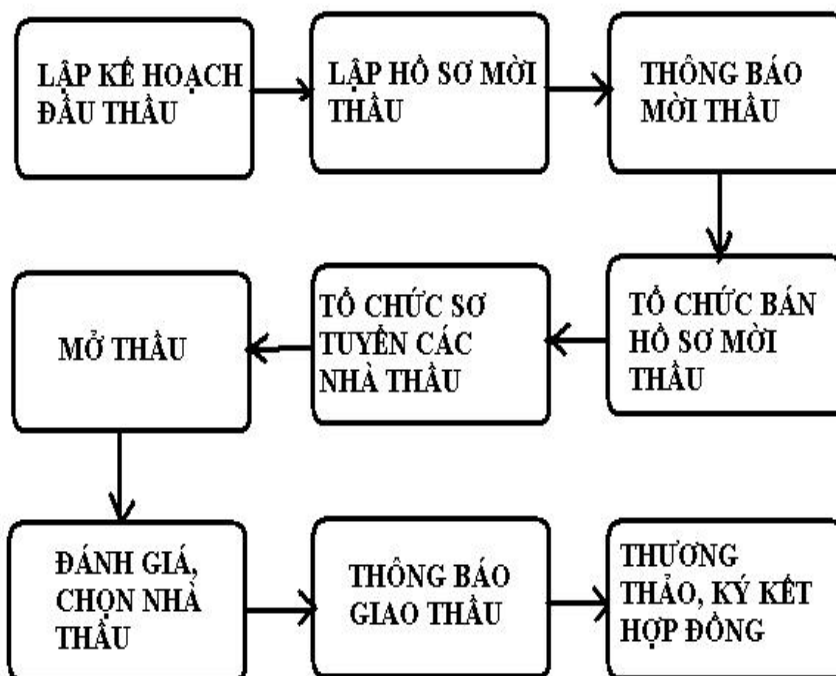 LẬP KẾ HOẠCH
ĐẤU THẦU
LẬP HỒ SƠ MỜI
THẦU
THÔNG BÁO
MỜI THẦU
TỔ CHỨC BÁN
HỒ SƠ MỜI
THẦU
TỔ CHỨC SƠ
TUYỂN CÁC
NHÀ THẦU
MỞ THẦU
ĐÁNH GIÁ,
CHỌN NHÀ
THẦU
THÔNG BÁO
GIAO THẦU
THƯƠNG
THẢO, KÝ KẾT
HỢP ĐỒNG